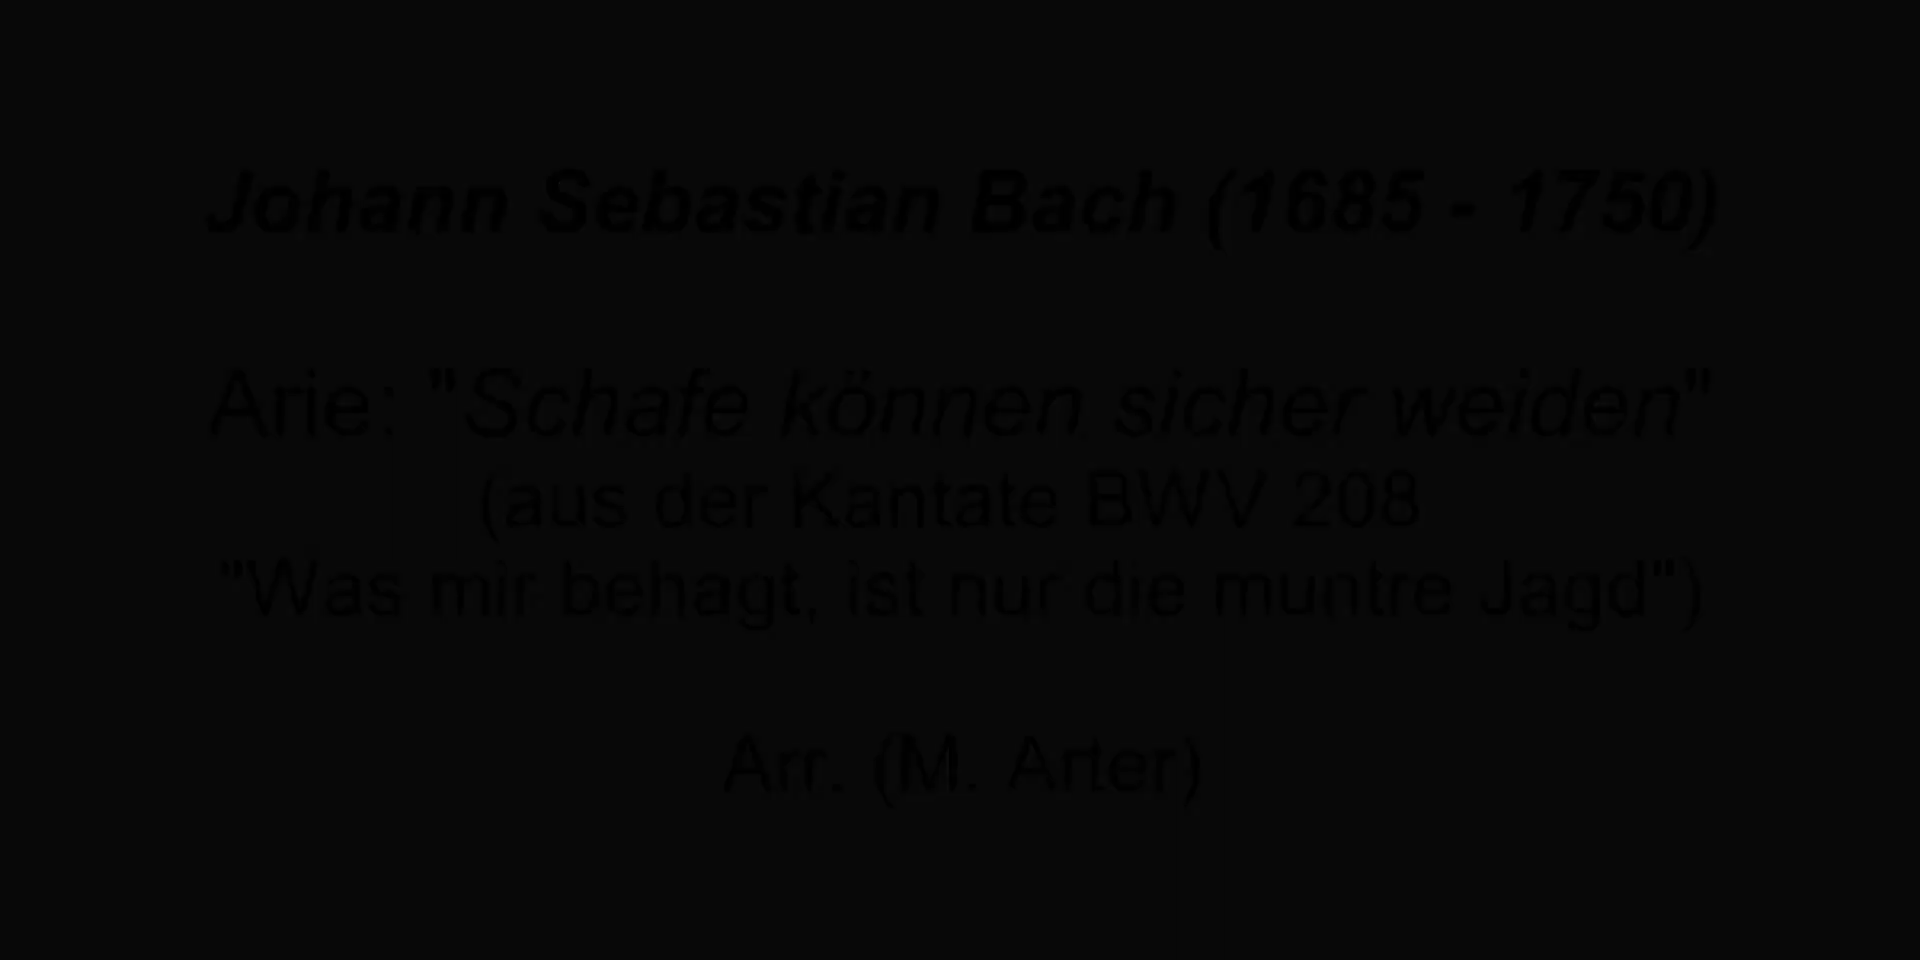 Johann Sebastian Bach (1685 - 1750)
Arie: "Schafe können sicher weiden"
(aus der Kantate BWV 208
"Was mir behagt, ist nur die muntre Jagd")
Arr. (M. Arter)